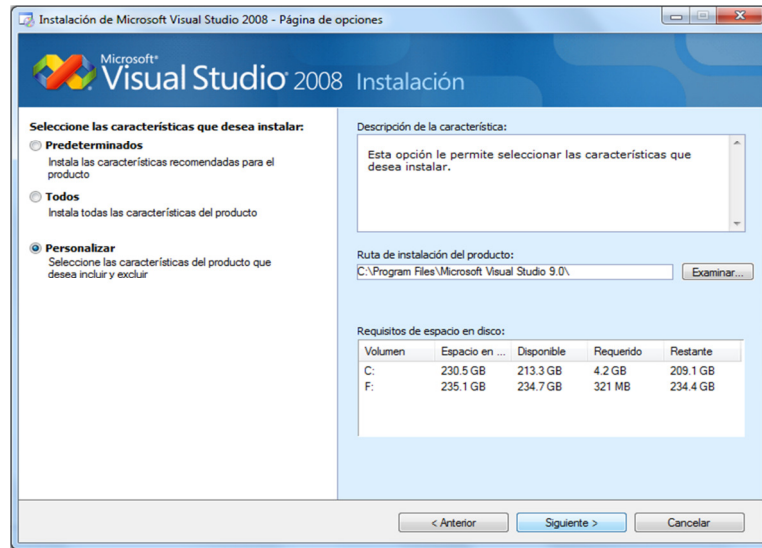 Instalación de Microsoft Visual Studio 2008 - Página de opciones
Microsoft®
Visual Studio® 2008 Instalación
Seleccione las características que desea instalar:
Predeterminados
Instala las características recomendadas para el
producto
Todos
Instala todas las características del producto
Personalizar
Seleccione las características del producto que
desea incluir y excluir
Descripción de la característica:
Esta opción le permite seleccionar las características que
desea instalar.
Ruta de instalación del producto:
C:\Program Files\Microsoft Visual Studio 9.0\
Examinar...
Requisitos de espacio en disco:
Volumen Espacio en ... Disponible Requerido Restante
C: 230.5 GB 213.3 GB 4.2 GB 209.1 GB
F: 235.1 GB 234.7 GB 321 MB 234.4 GB
< Anterior Siguiente > Cancelar